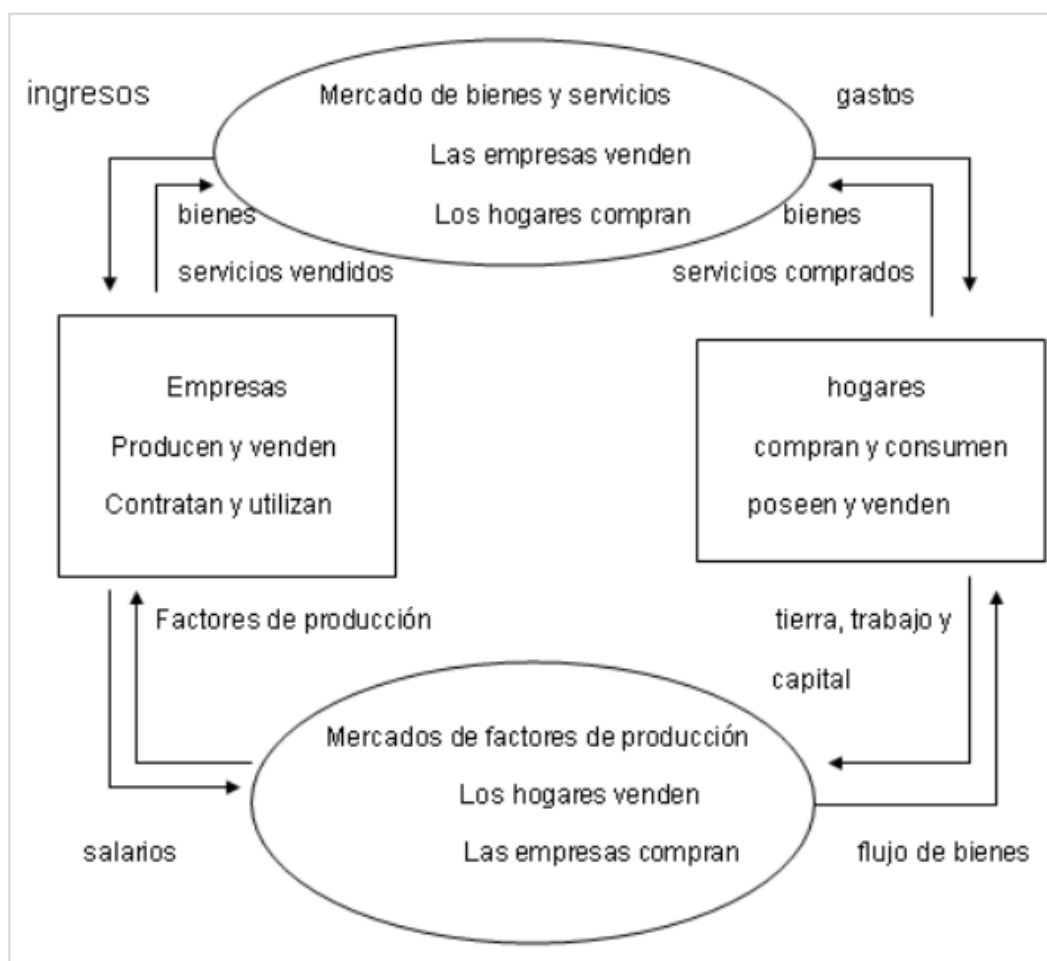 ingresos
Mercado de bienes y servicios
gastos
Las empresas venden
bienes
Los hogares compran
bienes
servicios vendidos
servicios comprados
Empresas
Producen y venden
Contratan y utilizan
hogares
compran y consumen
poseen y venden
Factores de producción
tierra, trabajo y
capital
Mercados de factores de producción
Los hogares venden
Las empresas compran
salarios
flujo de bienes